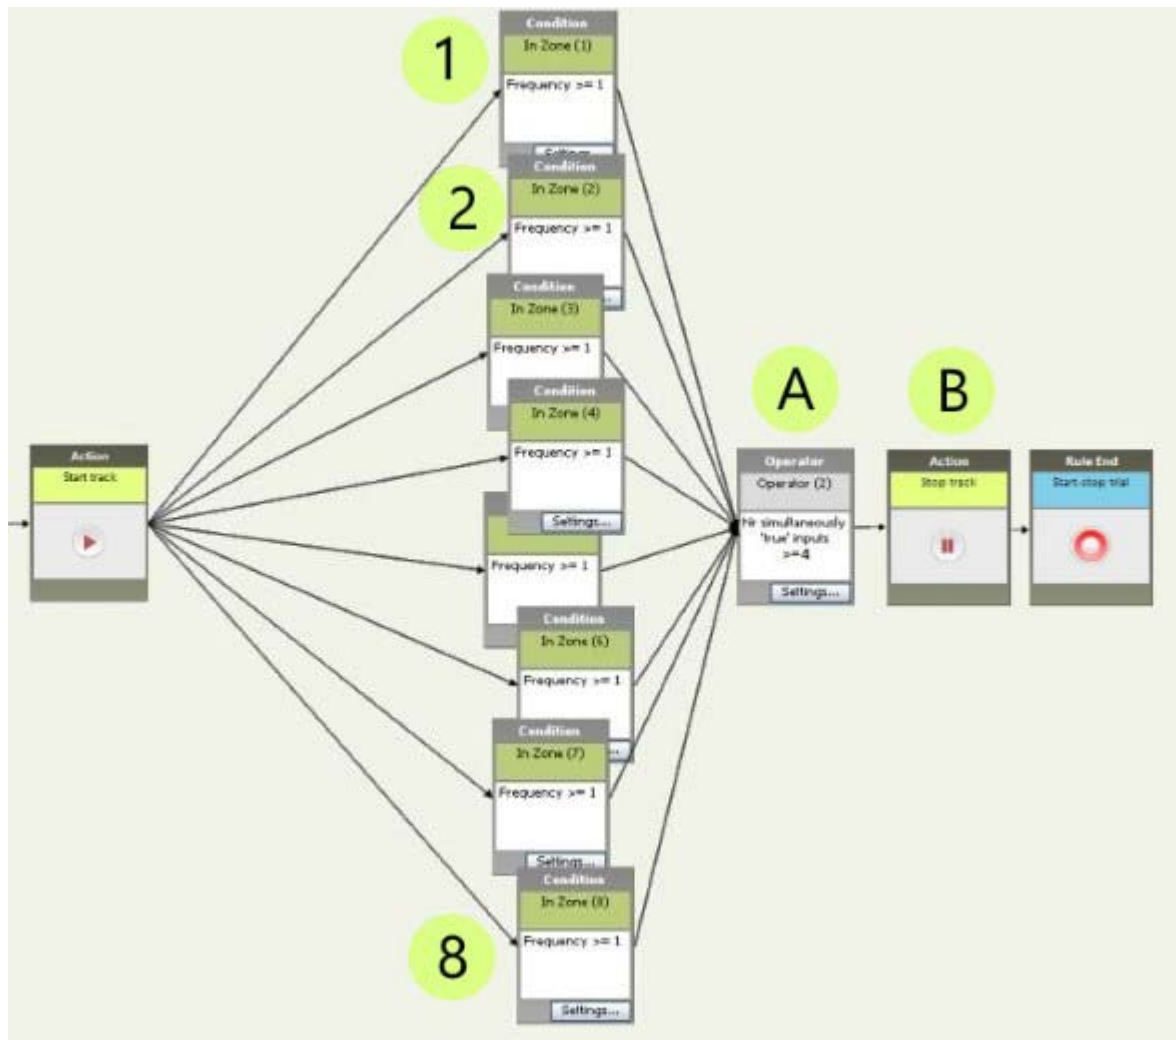 1
Condition
In Zone (1)
Frequency >= 1
Settings...
2
Condition
In Zone (2)
Frequency >= 1
...
Condition
In Zone (3)
Frequency >= 1
Condition
In Zone (4)
Frequency >= 1
Settings...
Frequency >= 1
Condition
In Zone (6)
Frequency >= 1
...
Condition
In Zone (7)
Frequency >= 1
Settings...
8
Condition
In Zone (8)
Frequency >= 1
Settings...
Action
Start track
A
Operator
Operator (2)
Nr simultaneously
'true' inputs
>=4
Settings...
B
Action
Stop track
Rule End
Start-stop trial